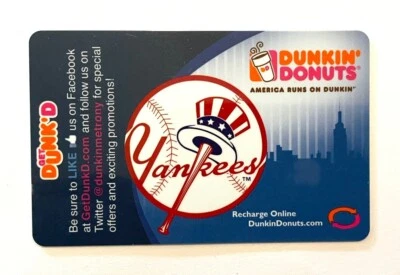 GET
DUNK'D
Be sure to LIKE us on Facebook
at GetDunkD.com and follow us on
Twitter @dunkinmetrony for special
offers and exciting promotions!
DUNKIN'
DONUTS®
AMERICA RUNS ON DUNKIN'
Yankees
TM
Recharge Online
DunkinDonuts.com